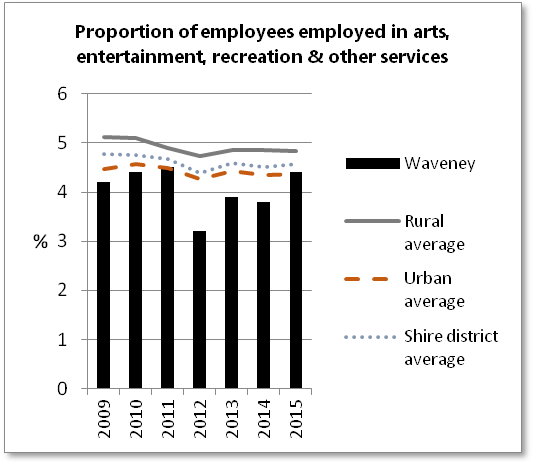 Proportion of employees employed in arts,
entertainment, recreation & other services
6
5
4
% 3
2
1
0
2009
2010
2011
2012
2013
2014
2015
Waveney
Rural
average
Urban
average
Shire district
average